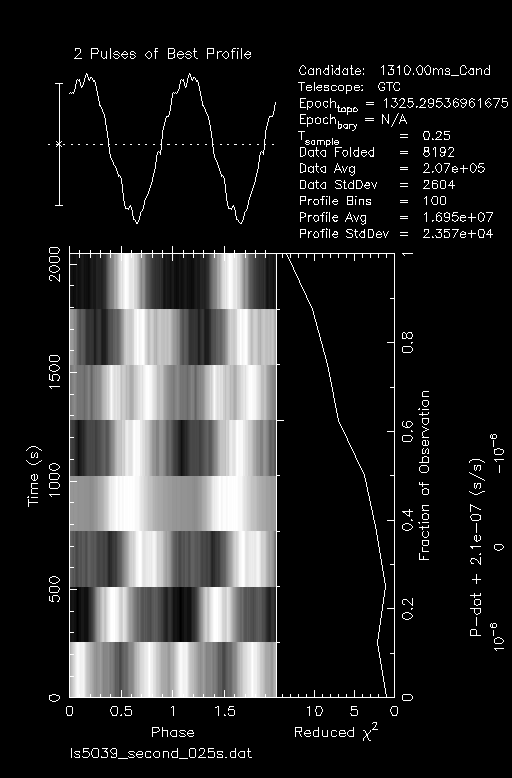 2 Pulses of Best Profile
Candidate: 1310.00ms_Cand
Telescope: GTC
Epoch_topo = 1325.29536961675
Epoch_bary = N/A
T_sample = 0.25
Data Folded = 8192
Data Avg = 2.07e+05
Data StdDev = 2604
Profile Bins = 100
Profile Avg = 1.695e+07
Profile StdDev = 2.357e+04
2000
1500
1000
500
0
Time (s)
0 0.5 1 1.5
Phase
10 5 0
Reduced χ²
0 0.2 0.4 0.6 0.8 1
Fraction of Observation
10⁻⁶ 0 −10⁻⁶
P-dot + 2.1e-07 (s/s)
ls5039_second_025s.dat